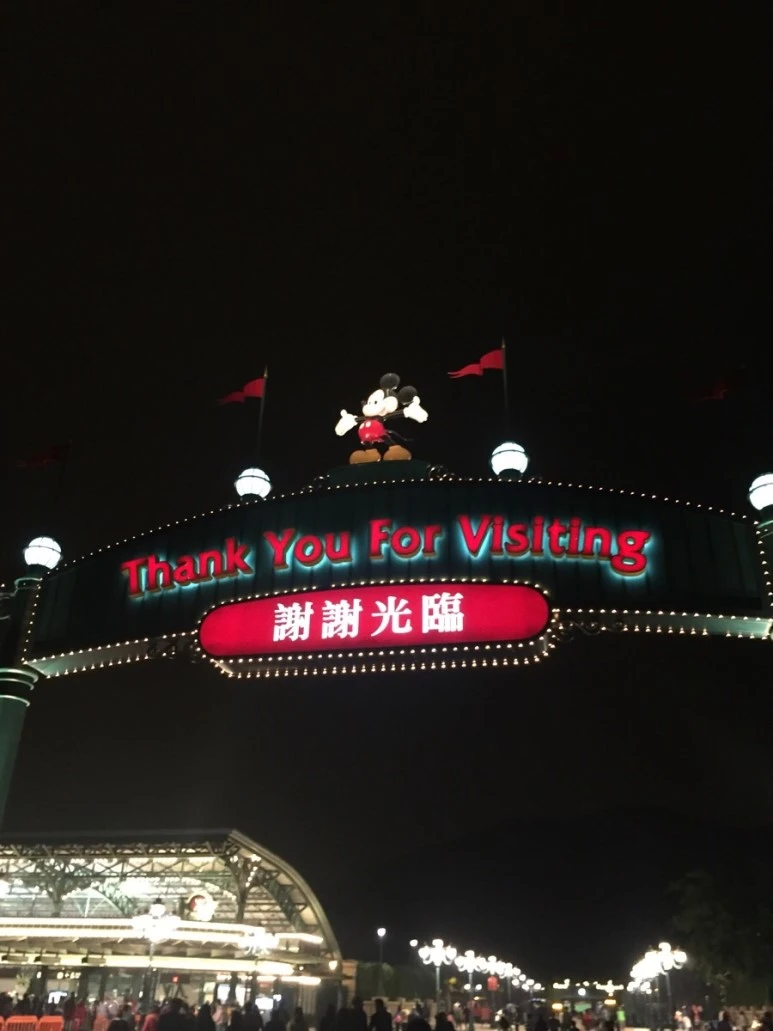 Thank You For Visiting
謝謝光臨